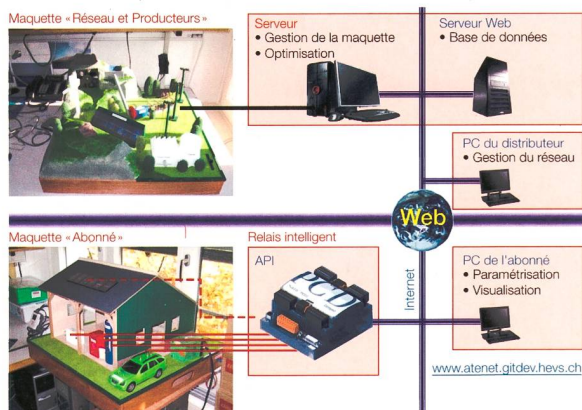 Maquette « Réseau et Producteurs »
Serveur
• Gestion de la maquette
• Optimisation
Serveur Web
• Base de données
PC du distributeur
• Gestion du réseau
Web
Maquette « Abonné »
Relais intelligent
API
LCD
Internet
PC de l'abonné
• Paramétrisation
• Visualisation
www.atenet.gitdev.hevs.ch